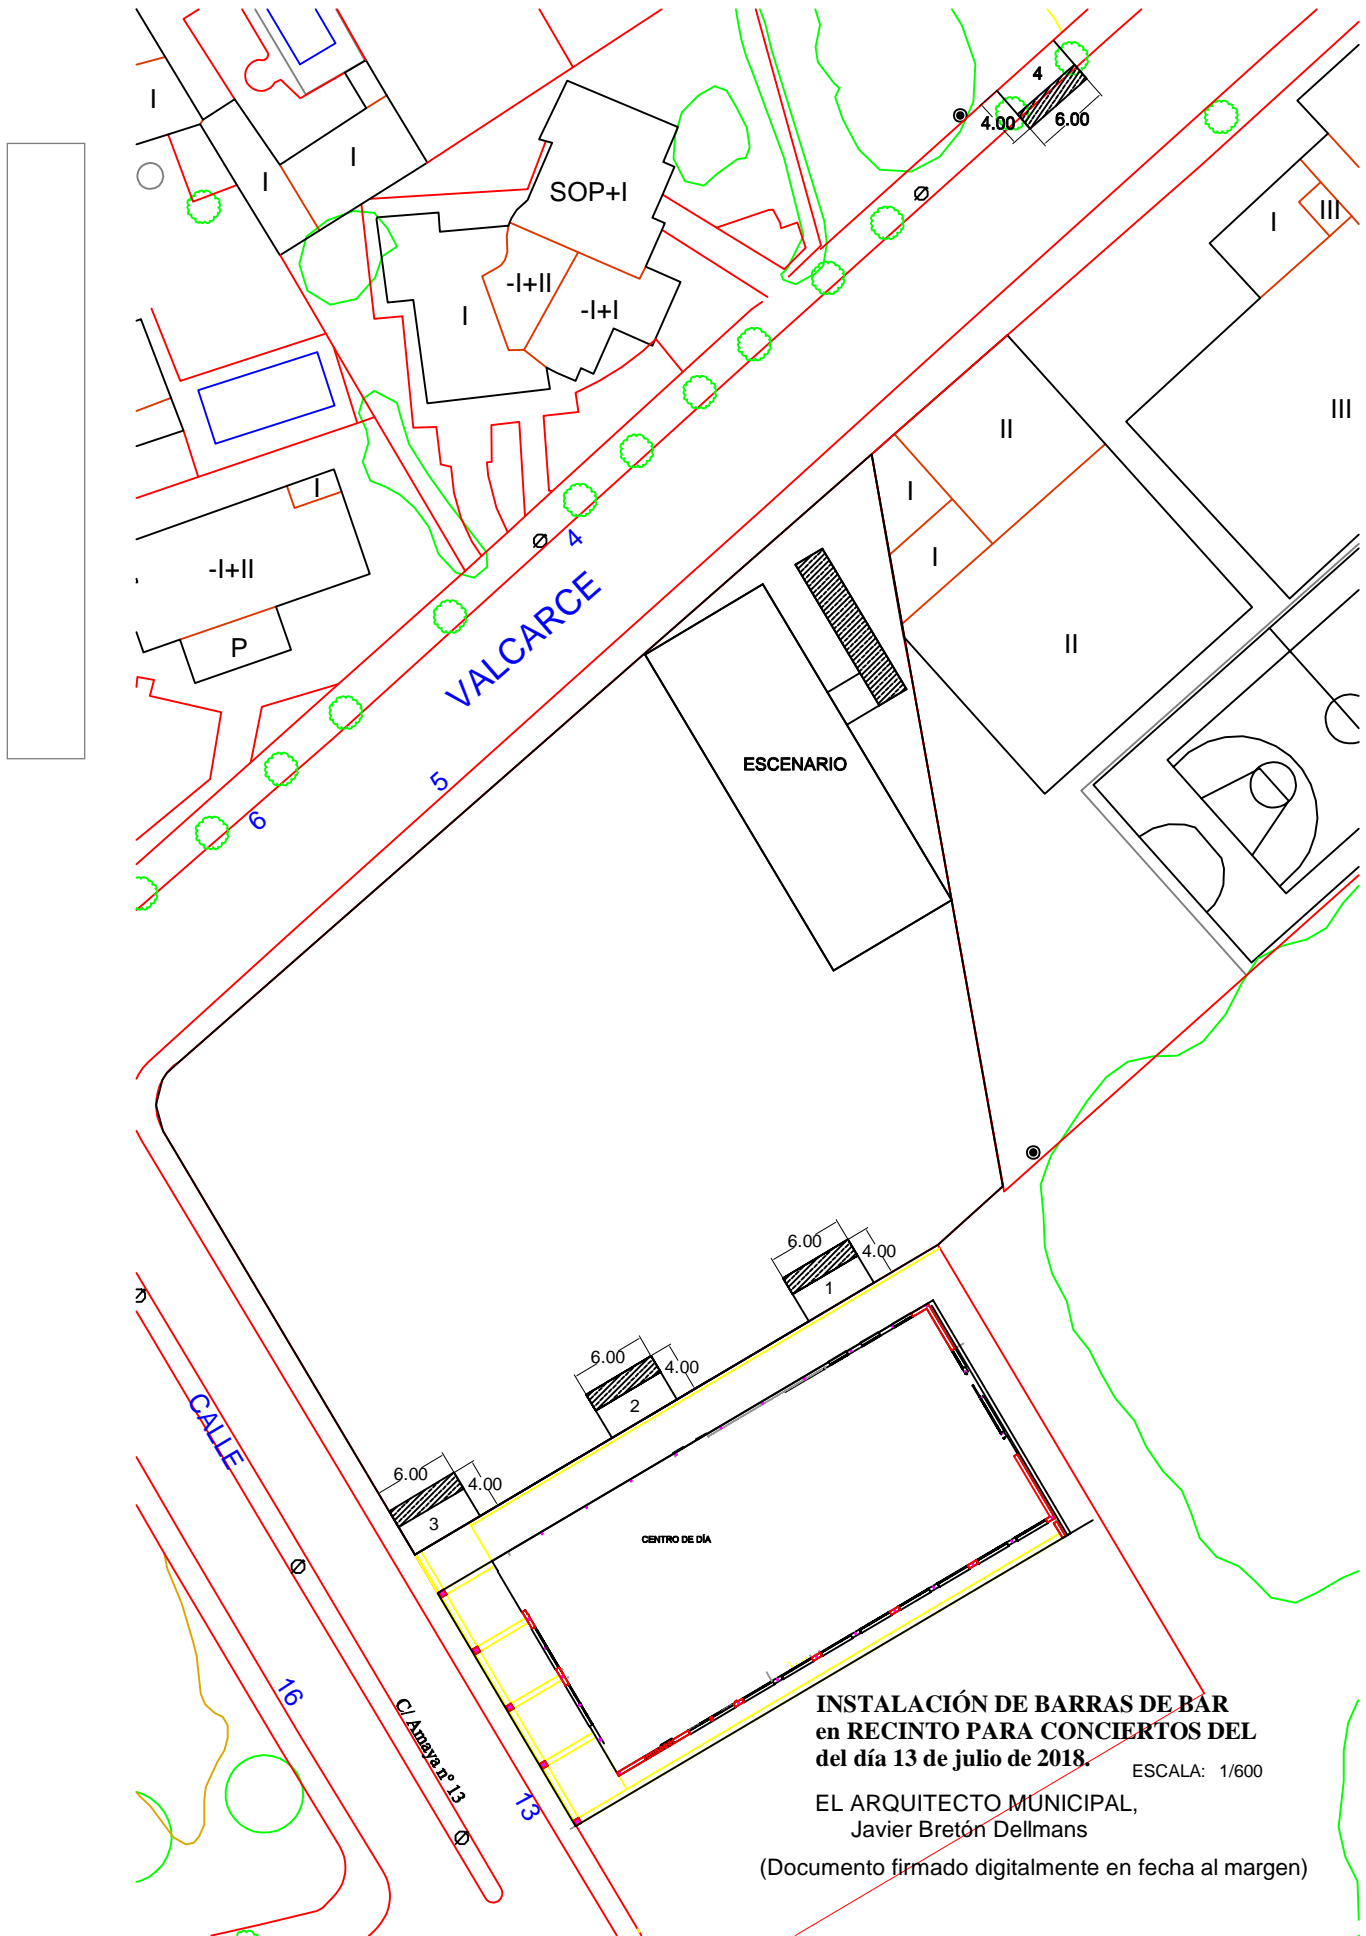 I
I
I
SOP+I
-I+II
-I+I
I
4
4.00
6.00
I
III
III
II
I
I
II
I
-I+II
P
4
VALCARCE
5
6
ESCENARIO
6.00
4.00
1
6.00
4.00
2
6.00
4.00
3
CENTRO DE DÍA
CALLE
16
C/ Amaya nº 13
13
INSTALACIÓN DE BARRAS DE BAR
en RECINTO PARA CONCIERTOS DEL
del día 13 de julio de 2018.
ESCALA: 1/600
EL ARQUITECTO MUNICIPAL,
Javier Bretón Dellmans
(Documento firmado digitalmente en fecha al margen)